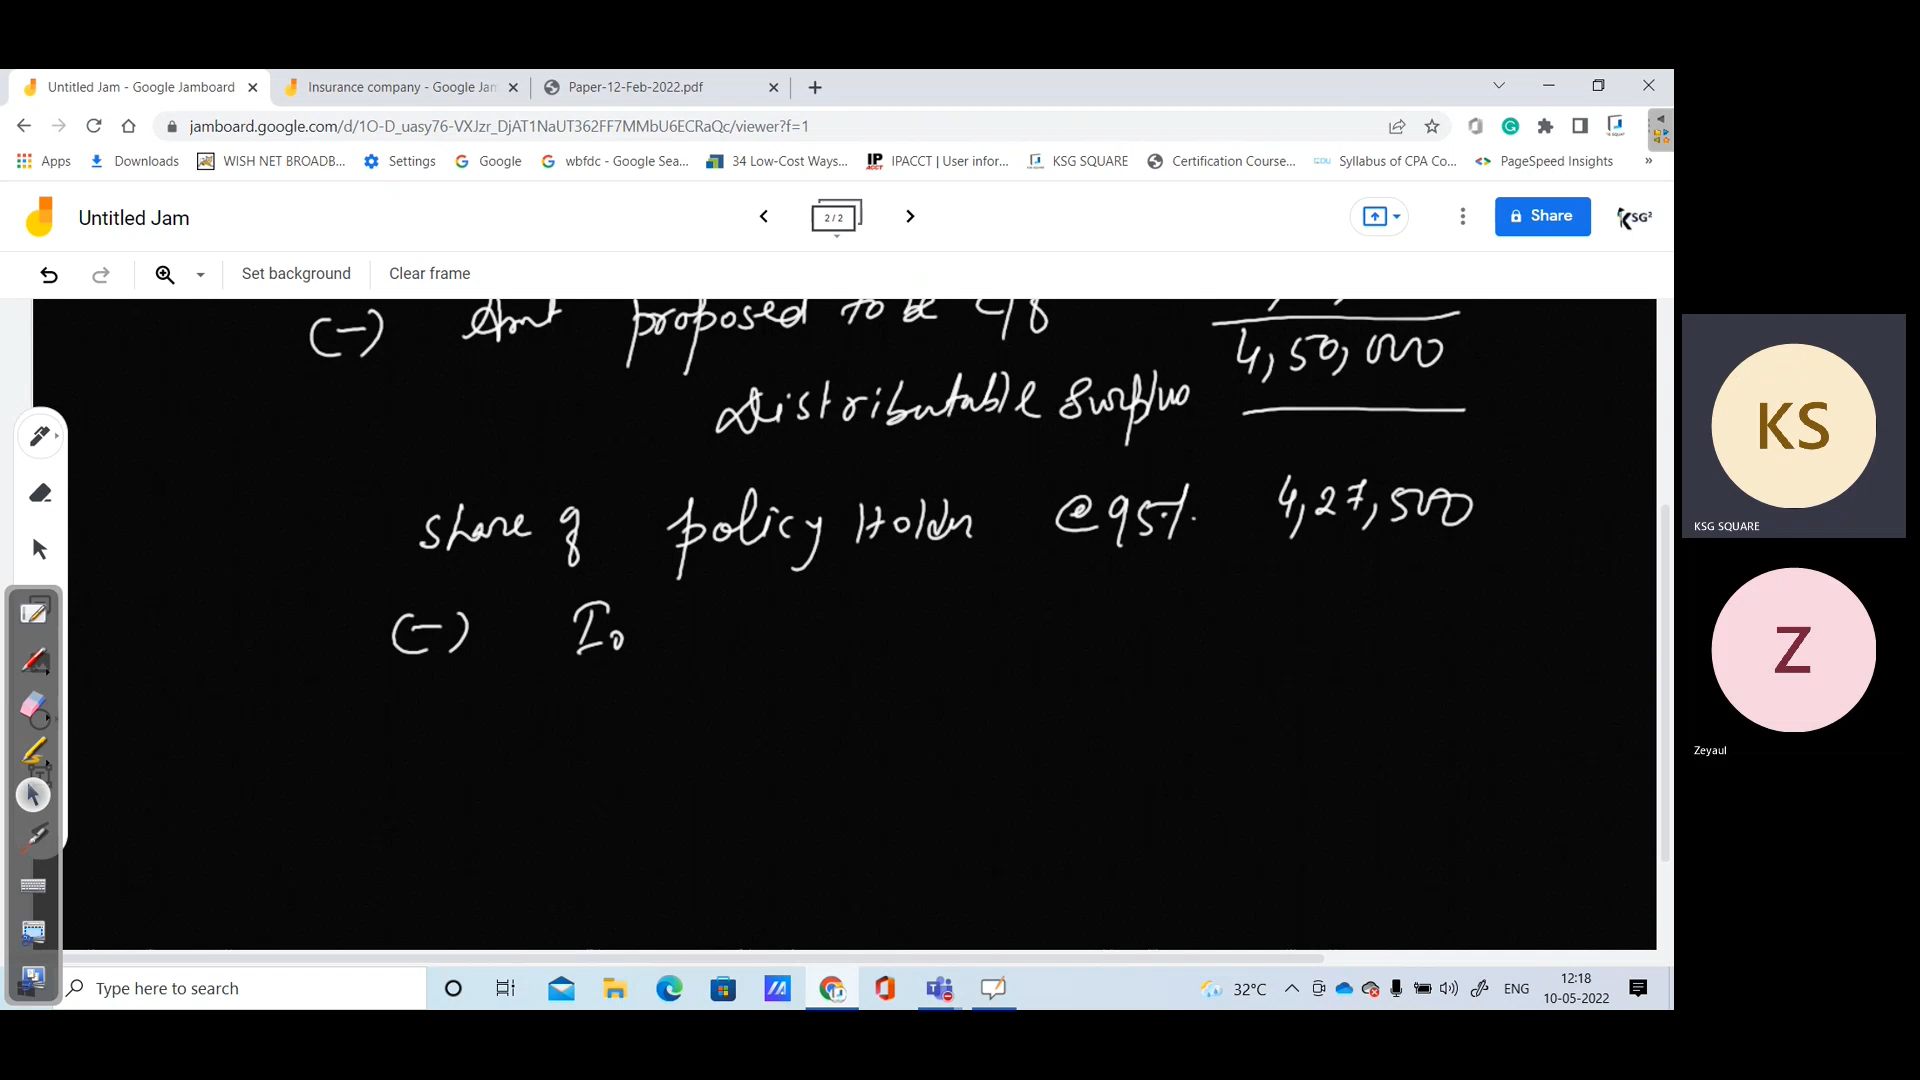 Untitled Jam - Google Jamboard
Insurance company - Google Jam
Paper-12-Feb-2022.pdf
jamboard.google.com/d/1O-D_uasy76-VXJzr_DjAT1NaUT362FF7MMbU6ECRaQc/viewer?f=1
Apps
Downloads
WISH NET BROADB...
Settings
Google
wbfdc - Google Sea...
34 Low-Cost Ways...
IP IPACCT
IPACCT | User infor...
KSG SQUARE
Certification Course...
Syllabus of CPA Co...
PageSpeed Insights
»
Untitled Jam
2 / 2
Share
KSG²
Set background
Clear frame
(-) Amt proposed to be c/f
4,50,000
Distributable Surplus
Share of policy Holder @ 95%. 4,27,500
(-) I
KS
KSG SQUARE
Z
Zeyaul
Type here to search
32°C
ENG
12:18
10-05-2022